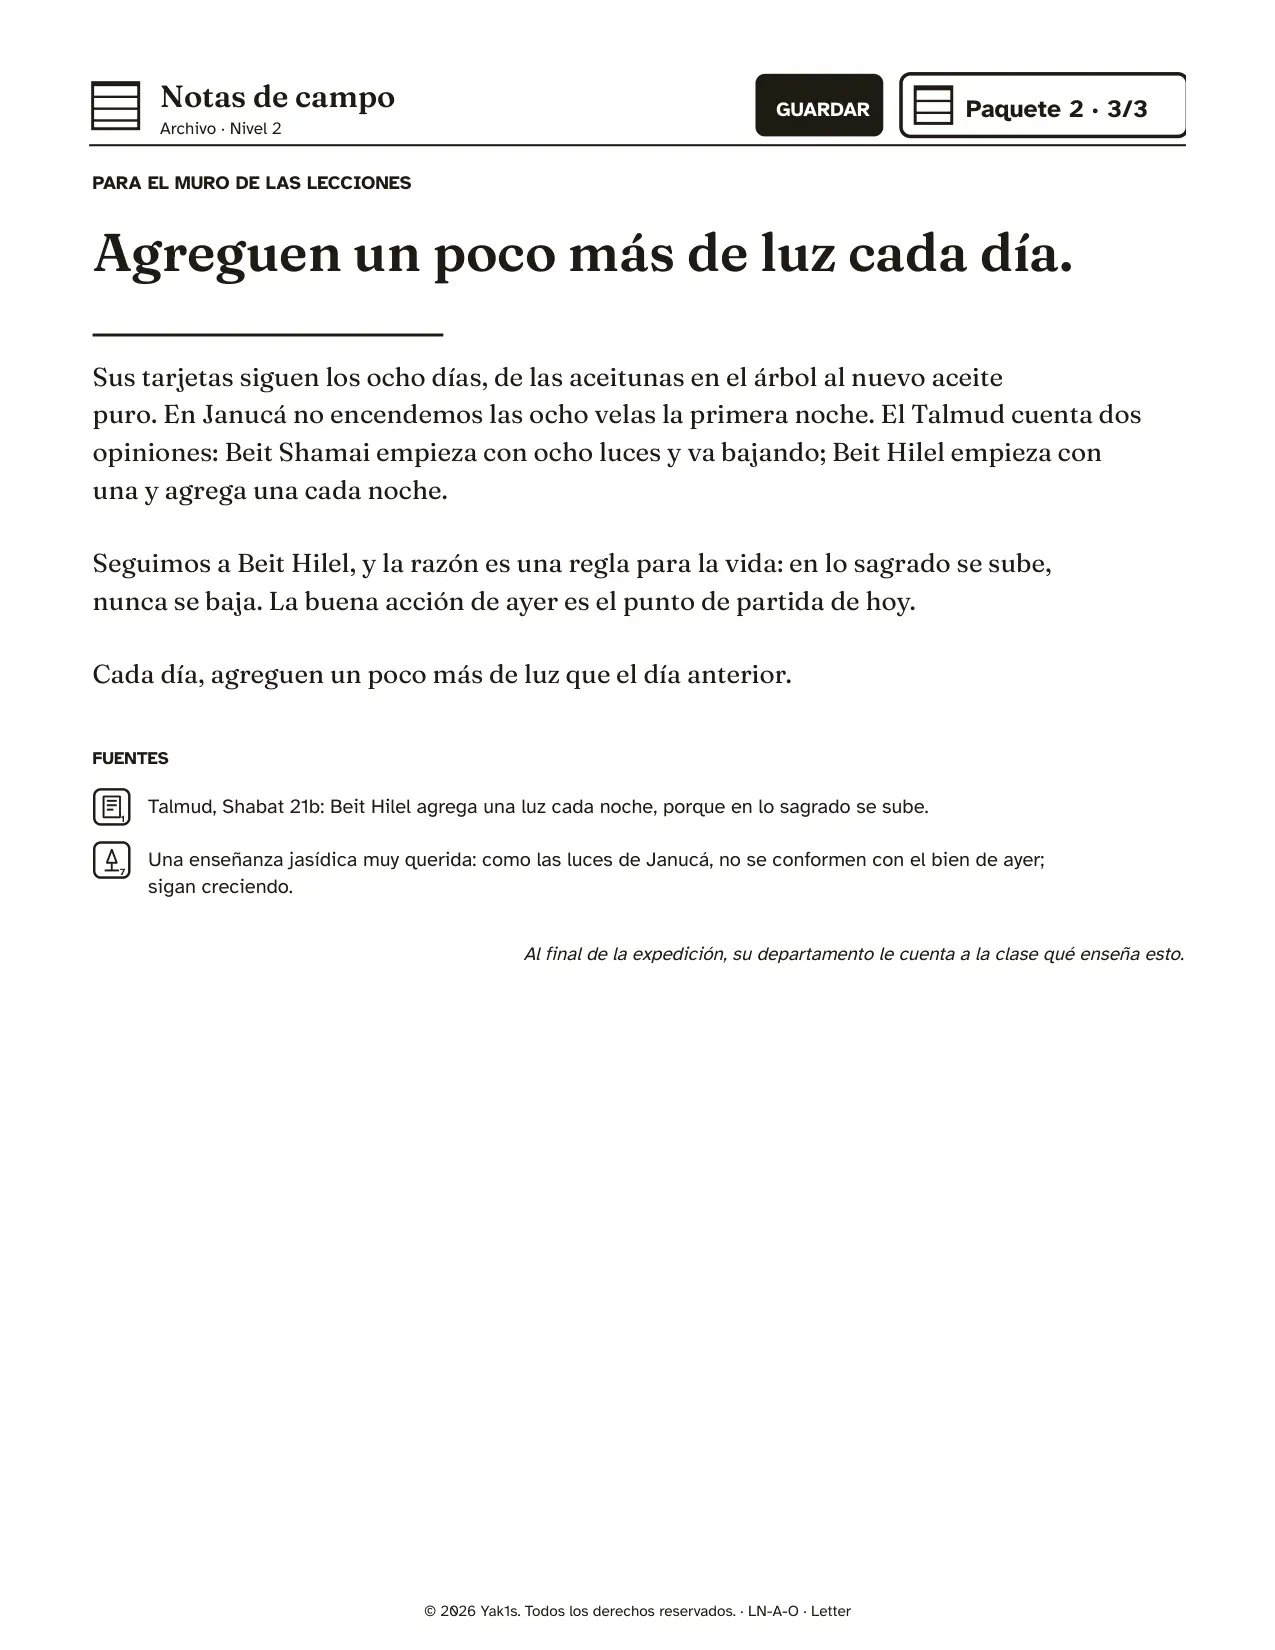 Notas de campo
Archivo · Nivel 2
GUARDAR
Paquete 2 · 3/3
PARA EL MURO DE LAS LECCIONES
Agreguen un poco más de luz cada día.
Sus tarjetas siguen los ocho días, de las aceitunas en el árbol al nuevo aceite
puro. En Janucá no encendemos las ocho velas la primera noche. El Talmud cuenta dos
opiniones: Beit Shamai empieza con ocho luces y va bajando; Beit Hilel empieza con
una y agrega una cada noche.
Seguimos a Beit Hilel, y la razón es una regla para la vida: en lo sagrado se sube,
nunca se baja. La buena acción de ayer es el punto de partida de hoy.
Cada día, agreguen un poco más de luz que el día anterior.
FUENTES
1
Talmud, Shabat 21b: Beit Hilel agrega una luz cada noche, porque en lo sagrado se sube.
7
Una enseñanza jasídica muy querida: como las luces de Janucá, no se conformen con el bien de ayer;
sigan creciendo.
Al final de la expedición, su departamento le cuenta a la clase qué enseña esto.
© 2026 Yak1s. Todos los derechos reservados. · LN-A-O · Letter